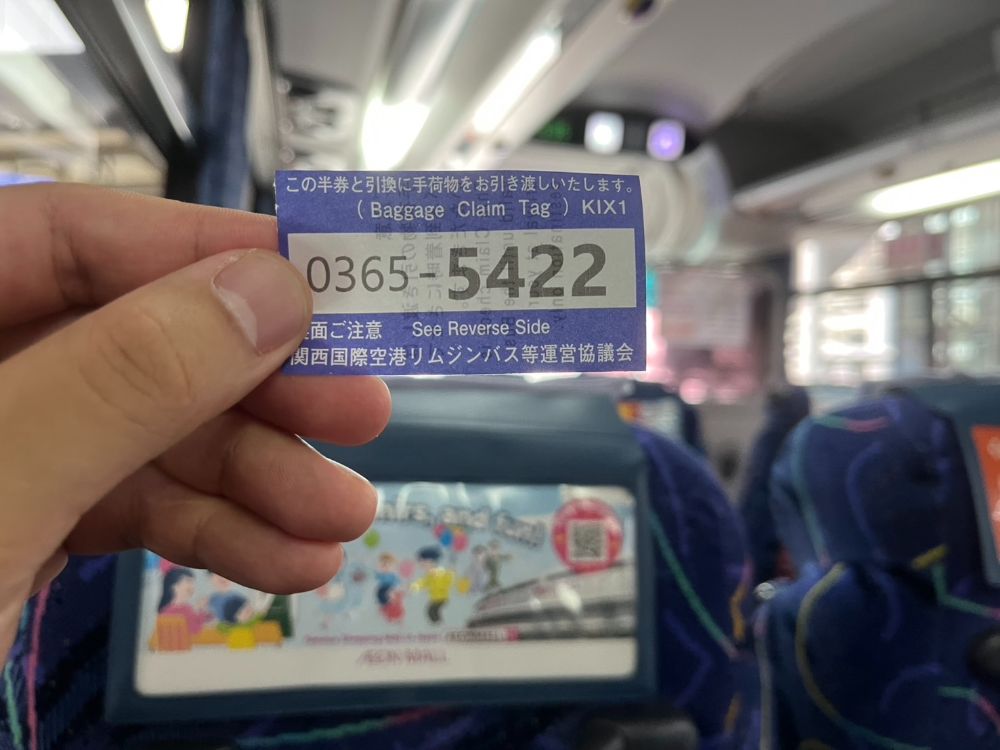 この半券と引換に手荷物をお引き渡しいたします。
( Baggage Claim Tag ) KIX1
0365-5422
面ご注意 See Reverse Side
関西国際空港リムジンバス等運営協議会
and
AEON MALL